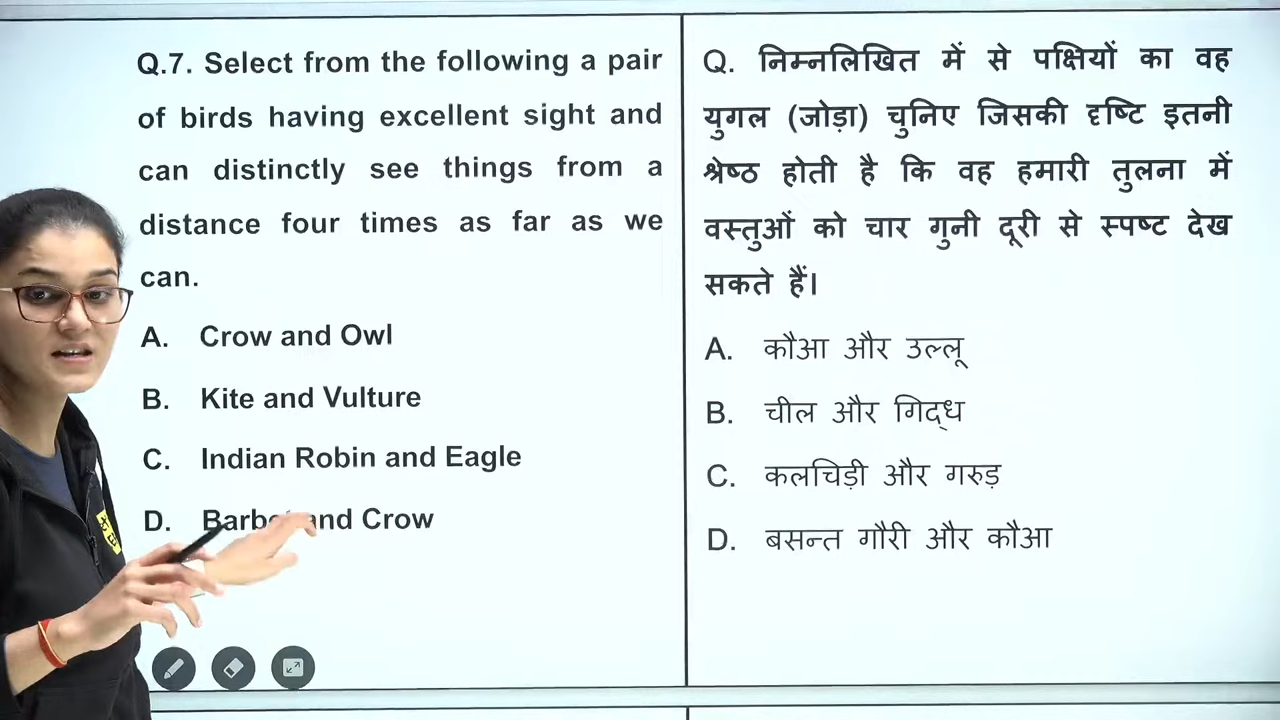 Q.7. Select from the following a pair
of birds having excellent sight and
can distinctly see things from a
distance four times as far as we
can.
A. Crow and Owl
B. Kite and Vulture
C. Indian Robin and Eagle
D. and Crow
Q. निम्नलिखित में से पक्षियों का वह
युगल (जोड़ा) चुनिए जिसकी दृष्टि इतनी
श्रेष्ठ होती है कि वह हमारी तुलना में
वस्तुओं को चार गुनी दूरी से स्पष्ट देख
सकते हैं।
A. कौआ और उल्लू
B. चील और गिद्ध
C. कलचिड़ी और गरुड़
D. बसन्त गौरी और कौआ